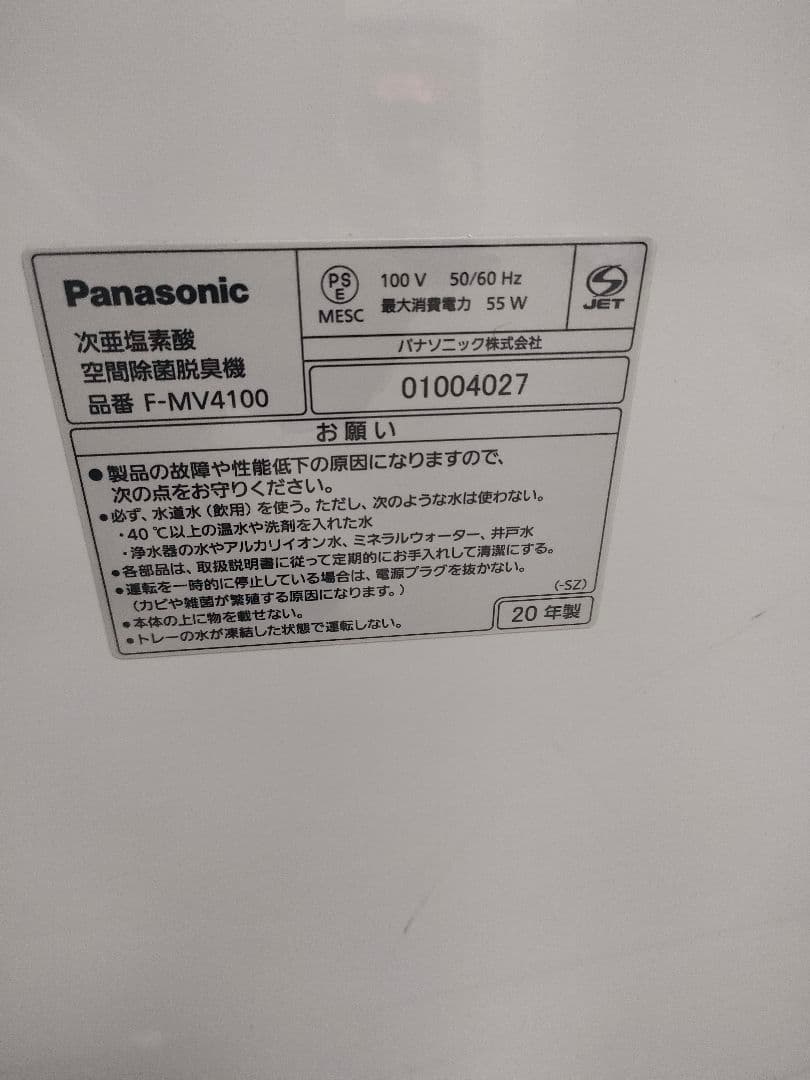 Panasonic
次亜塩素酸
空間除菌脱臭機
品番 F-MV4100
PS
E
MESC
100 V 50/60 Hz
最大消費電力 55 W
JET
パナソニック株式会社
01004027
お願い
●製品の故障や性能低下の原因になりますので、
次の点をお守りください。
●必ず、水道水(飲用)を使う。ただし、次のような水は使わない。
・40 ℃以上の温水や洗剤を入れた水
・浄水器の水やアルカリイオン水、ミネラルウォーター、井戸水
●各部品は、取扱説明書に従って定期的にお手入れして清潔にする。
●運転を一時的に停止している場合は、電源プラグを抜かない。
(カビや雑菌が繁殖する原因になります。)
●本体の上に物を載せない。
●トレーの水が凍結した状態で運転しない。
(-SZ)
20 年製